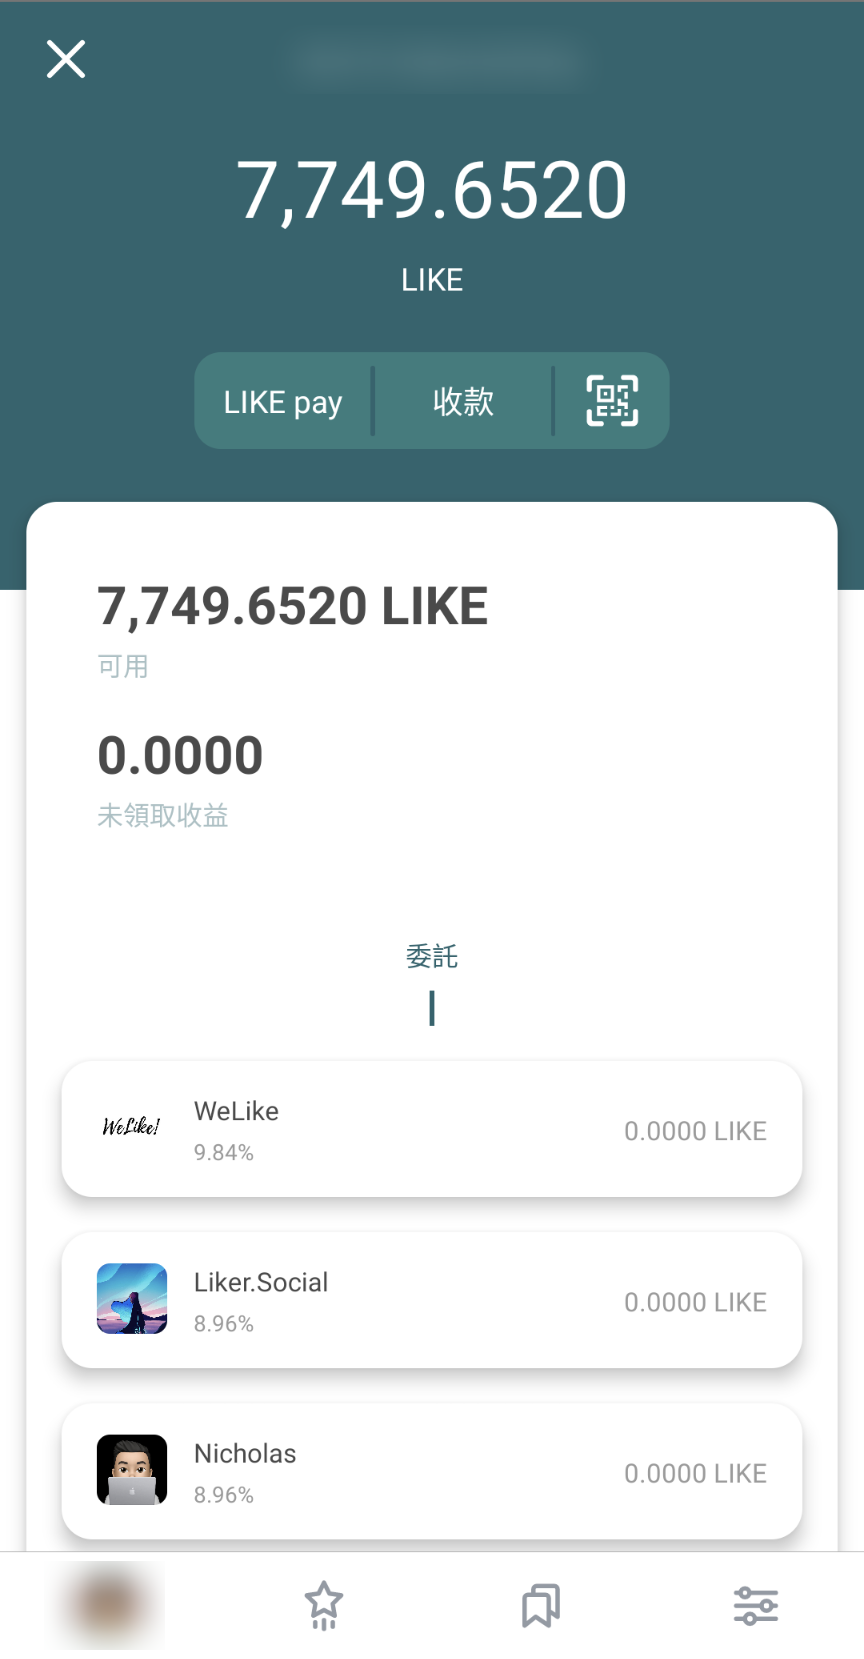 7,749.6520
LIKE
LIKE pay
收款
7,749.6520 LIKE
可用
0.0000
未領取收益
委託
WeLike!
WeLike
9.84%
0.0000 LIKE
Liker.Social
8.96%
0.0000 LIKE
Nicholas
8.96%
0.0000 LIKE